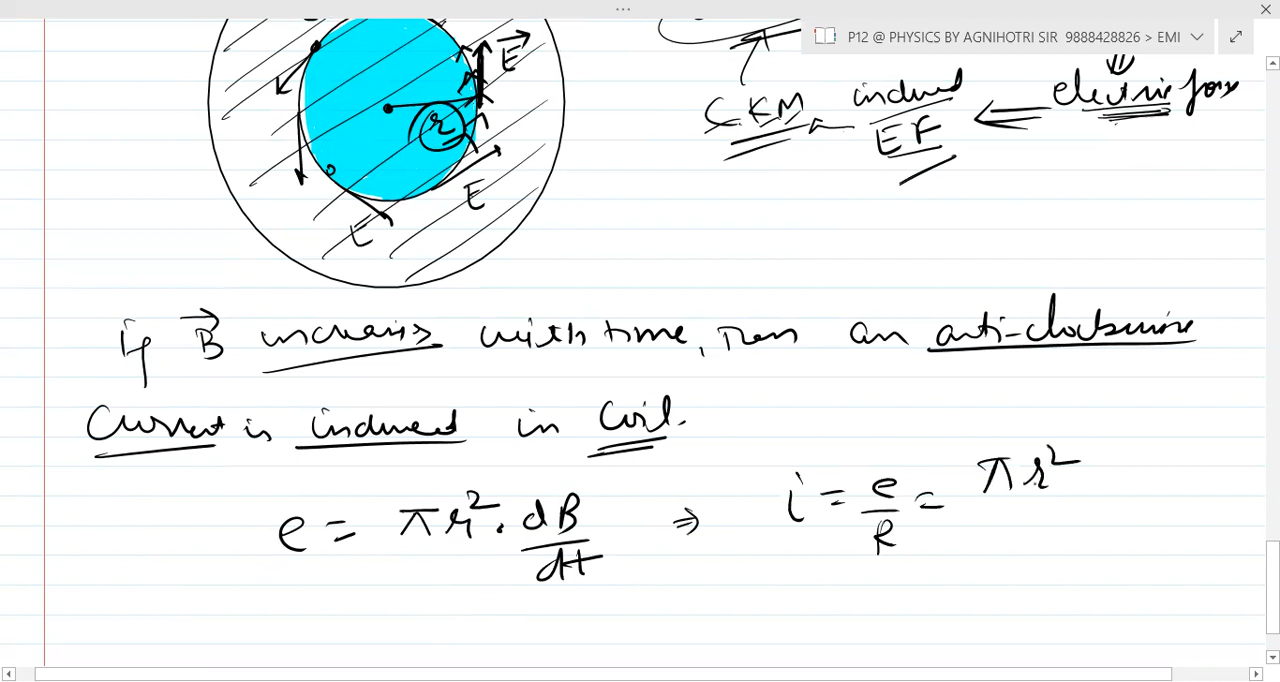 P12 @ PHYSICS BY AGNIHOTRI SIR 9888428826 > EMI
E⃗
r
E
E
induced
EF
electric
if B⃗ increases with time, then an anti-clockwise
Current is induced in Coil.
e = πr². dB/dt ⇒ i = e/R = πr²